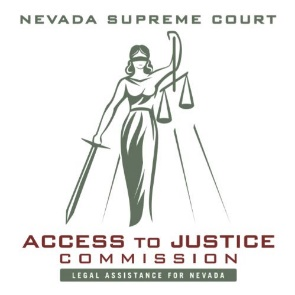 NEVADA SUPREME COURT
ACCESS TO JUSTICE
COMMISSION
LEGAL ASSISTANCE FOR NEVADA